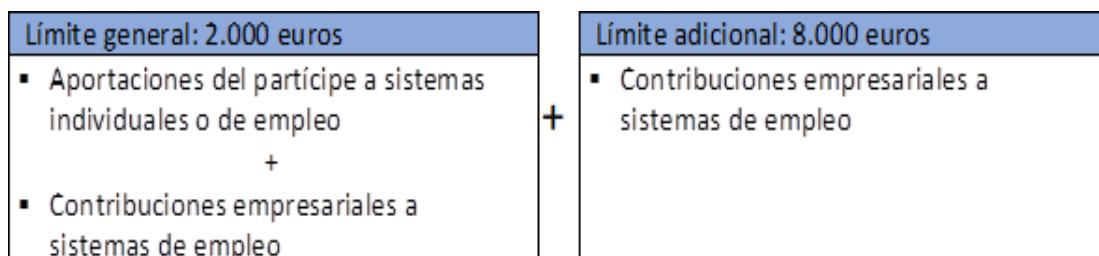 Límite general: 2.000 euros
▪ Aportaciones del partícipe a sistemas
individuales o de empleo
+
▪ Contribuciones empresariales a
sistemas de empleo
+
Límite adicional: 8.000 euros
▪ Contribuciones empresariales a
sistemas de empleo